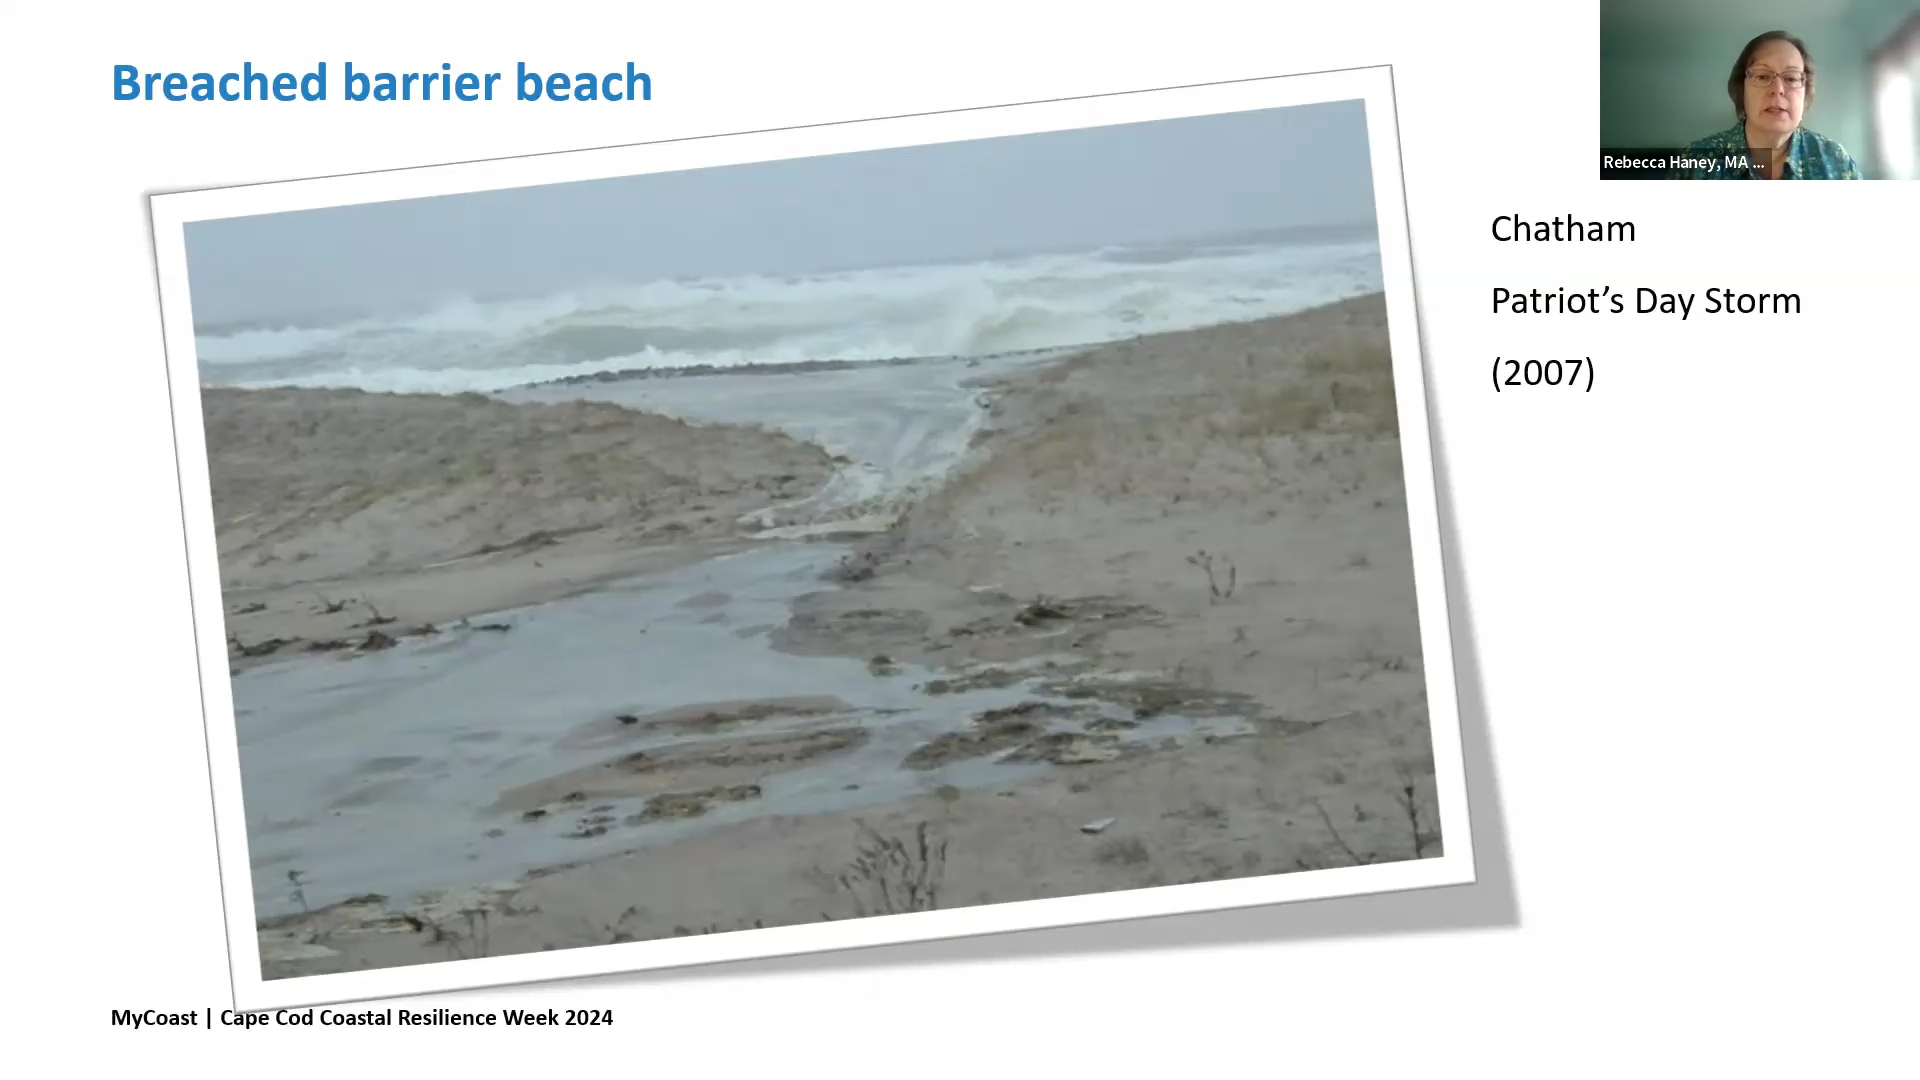 Breached barrier beach
Rebecca Haney, MA ...
Chatham
Patriot’s Day Storm
(2007)
MyCoast | Cape Cod Coastal Resilience Week 2024